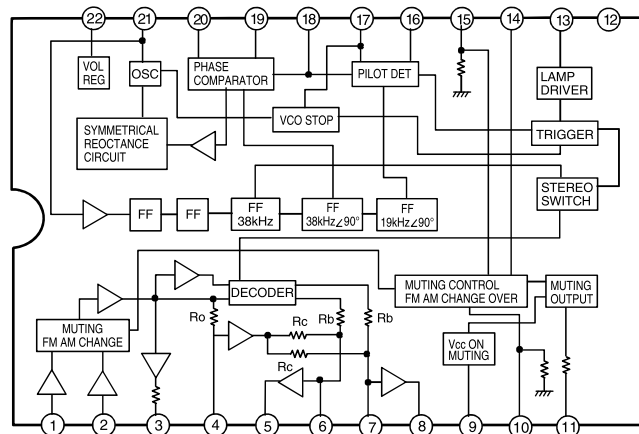 22 21 20 19 18 17 16 15 14 13 12
VOL
REG
OSC
PHASE
COMPARATOR
PILOT DET
LAMP
DRIVER
SYMMETRICAL
REOCTANCE
CIRCUIT
VCO STOP
TRIGGER
STEREO
SWITCH
FF
FF
FF
38kHz
FF
38kHz∠90°
FF
19kHz∠90°
DECODER
MUTING CONTROL
FM AM CHANGE OVER
MUTING
OUTPUT
Ro
Rc
Rb
Rb
MUTING
FM AM CHANGE
Rc
Vcc ON
MUTING
1 2 3 4 5 6 7 8 9 10 11